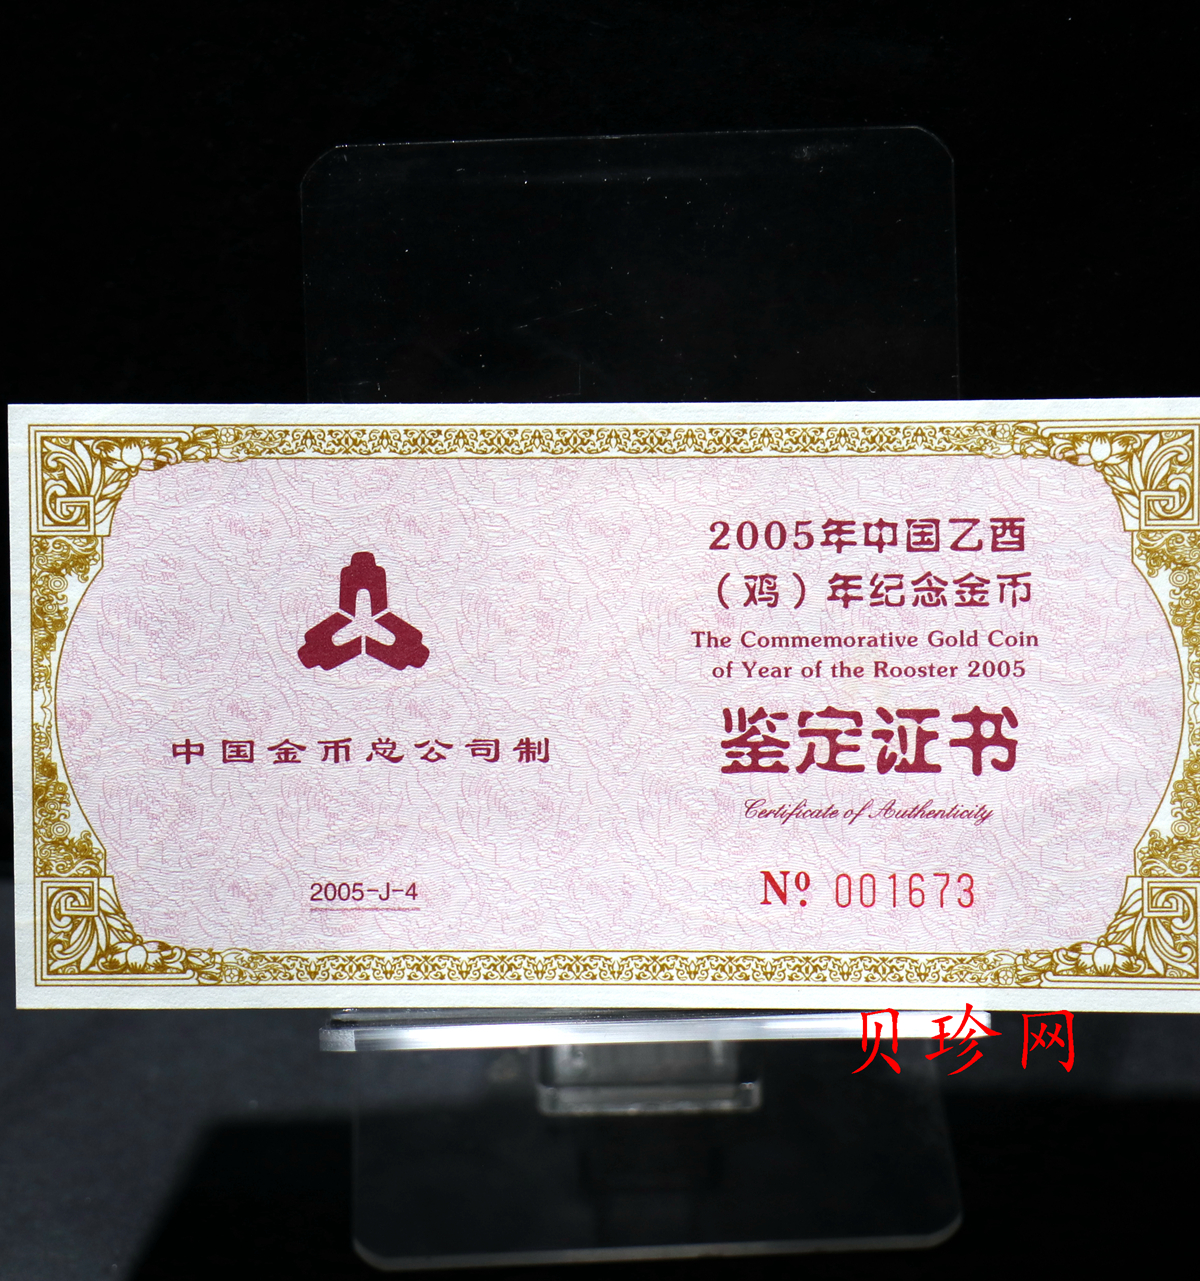 中国金币总公司制
2005-J-4
2005年中国乙酉
（鸡）年纪念金币
The Commemorative Gold Coin
of Year of the Rooster 2005
鉴定证书
Certificate of Authenticity
Nº 001673
贝珍网